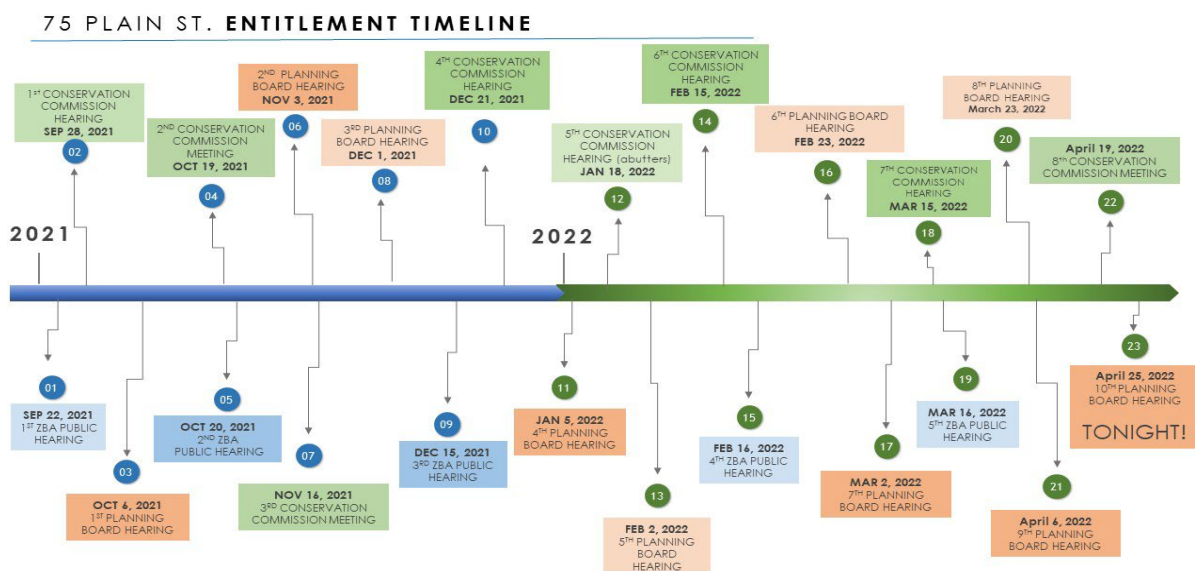 75 PLAIN ST. ENTITLEMENT TIMELINE
1st CONSERVATION
COMMISSION
HEARING
SEP 28, 2021
02
2ND CONSERVATION
COMMISSION
MEETING
OCT 19, 2021
04
2ND PLANNING
BOARD HEARING
NOV 3, 2021
06
3RD PLANNING
BOARD HEARING
DEC 1, 2021
08
4TH CONSERVATION
COMMISSION
HEARING
DEC 21, 2021
10
5TH CONSERVATION
COMMISSION
HEARING (abutters)
JAN 18, 2022
12
6TH CONSERVATION
COMMISSION
HEARING
FEB 15, 2022
14
6TH PLANNING BOARD
HEARING
FEB 23, 2022
16
7TH CONSERVATION
COMMISSION
HEARING
MAR 15, 2022
18
8TH PLANNING
BOARD HEARING
March 23, 2022
20
April 19, 2022
8th CONSERVATION
COMMISSION MEETING
22
2021
2022
01
SEP 22, 2021
1ST ZBA PUBLIC
HEARING
03
OCT 6, 2021
1ST PLANNING
BOARD HEARING
05
OCT 20, 2021
2ND ZBA
PUBLIC HEARING
07
NOV 16, 2021
3RD CONSERVATION
COMMISSION MEETING
09
DEC 15, 2021
3RD ZBA PUBLIC
HEARING
11
JAN 5, 2022
4TH PLANNING
BOARD HEARING
13
FEB 2, 2022
5TH PLANNING
BOARD
HEARING
15
FEB 16, 2022
4TH ZBA PUBLIC
HEARING
17
MAR 2, 2022
7TH PLANNING
BOARD HEARING
19
MAR 16, 2022
5TH ZBA PUBLIC
HEARING
21
April 6, 2022
9TH PLANNING
BOARD HEARING
23
April 25, 2022
10TH PLANNING
BOARD HEARING
TONIGHT!